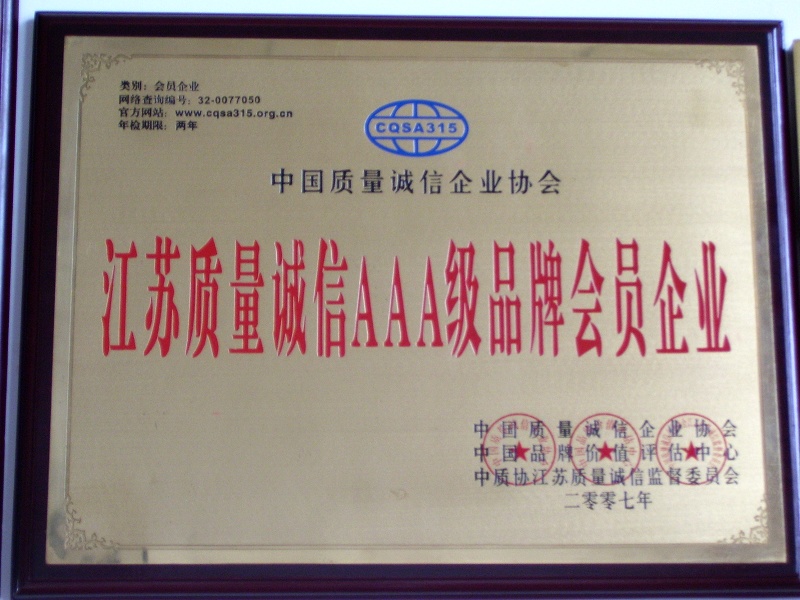 类别：会员企业
网络查询编号：32-0077050
官方网站：www.cqsa315.org.cn
年检期限：两年
CQSA315
中国质量诚信企业协会
江苏质量诚信AAA级品牌会员企业
中国质量诚信企业协会
中国品牌价值评估中心
中质协江苏质量诚信监督委员会
二零零七年